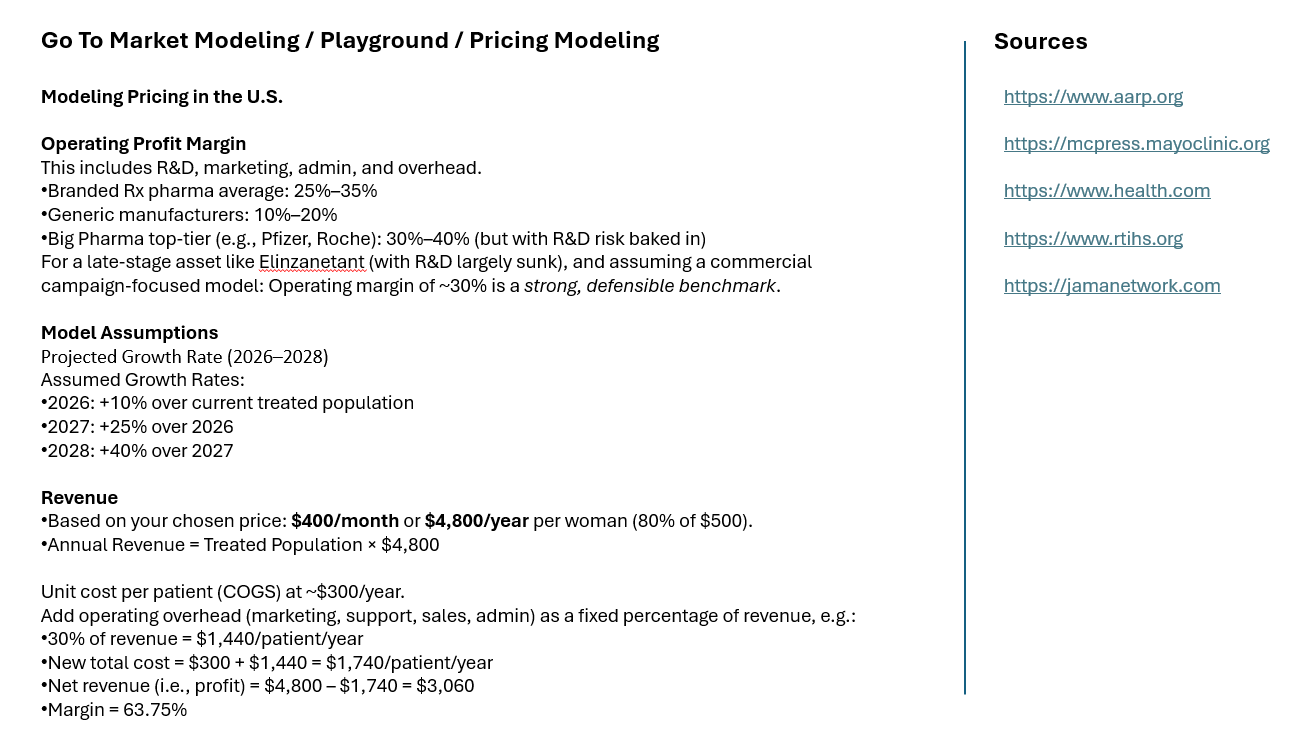 Go To Market Modeling / Playground / Pricing Modeling
Modeling Pricing in the U.S.
Operating Profit Margin
This includes R&D, marketing, admin, and overhead.
•Branded Rx pharma average: 25%–35%
•Generic manufacturers: 10%–20%
•Big Pharma top-tier (e.g., Pfizer, Roche): 30%–40% (but with R&D risk baked in)
For a late-stage asset like Elinzanetant (with R&D largely sunk), and assuming a commercial
campaign-focused model: Operating margin of ~30% is a strong, defensible benchmark.
Model Assumptions
Projected Growth Rate (2026–2028)
Assumed Growth Rates:
•2026: +10% over current treated population
•2027: +25% over 2026
•2028: +40% over 2027
Revenue
•Based on your chosen price: $400/month or $4,800/year per woman (80% of $500).
•Annual Revenue = Treated Population × $4,800
Unit cost per patient (COGS) at ~$300/year.
Add operating overhead (marketing, support, sales, admin) as a fixed percentage of revenue, e.g.:
•30% of revenue = $1,440/patient/year
•New total cost = $300 + $1,440 = $1,740/patient/year
•Net revenue (i.e., profit) = $4,800 – $1,740 = $3,060
•Margin = 63.75%
Sources
https://www.aarp.org
https://mcpress.mayoclinic.org
https://www.health.com
https://www.rtihs.org
https://jamanetwork.com